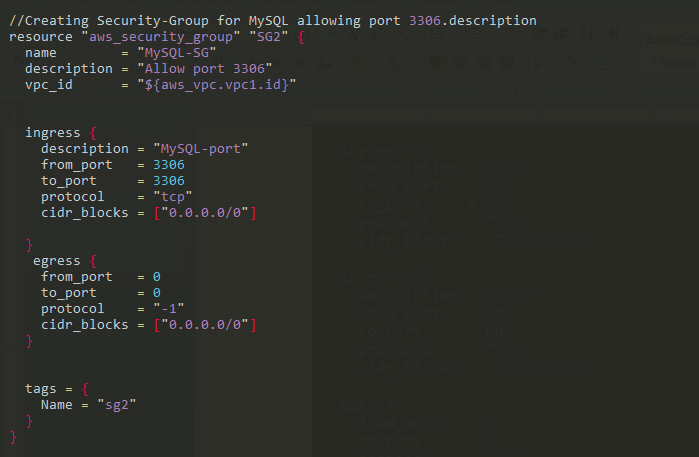 //Creating Security-Group for MySQL allowing port 3306.description
resource "aws_security_group" "SG2" {
name = "MySQL-SG"
description = "Allow port 3306"
vpc_id = "${aws_vpc.vpc1.id}"
ingress {
description = "MySQL-port"
from_port = 3306
to_port = 3306
protocol = "tcp"
cidr_blocks = ["0.0.0.0/0"]
}
egress {
from_port = 0
to_port = 0
protocol = "-1"
cidr_blocks = ["0.0.0.0/0"]
}
tags = {
Name = "sg2"
}
}